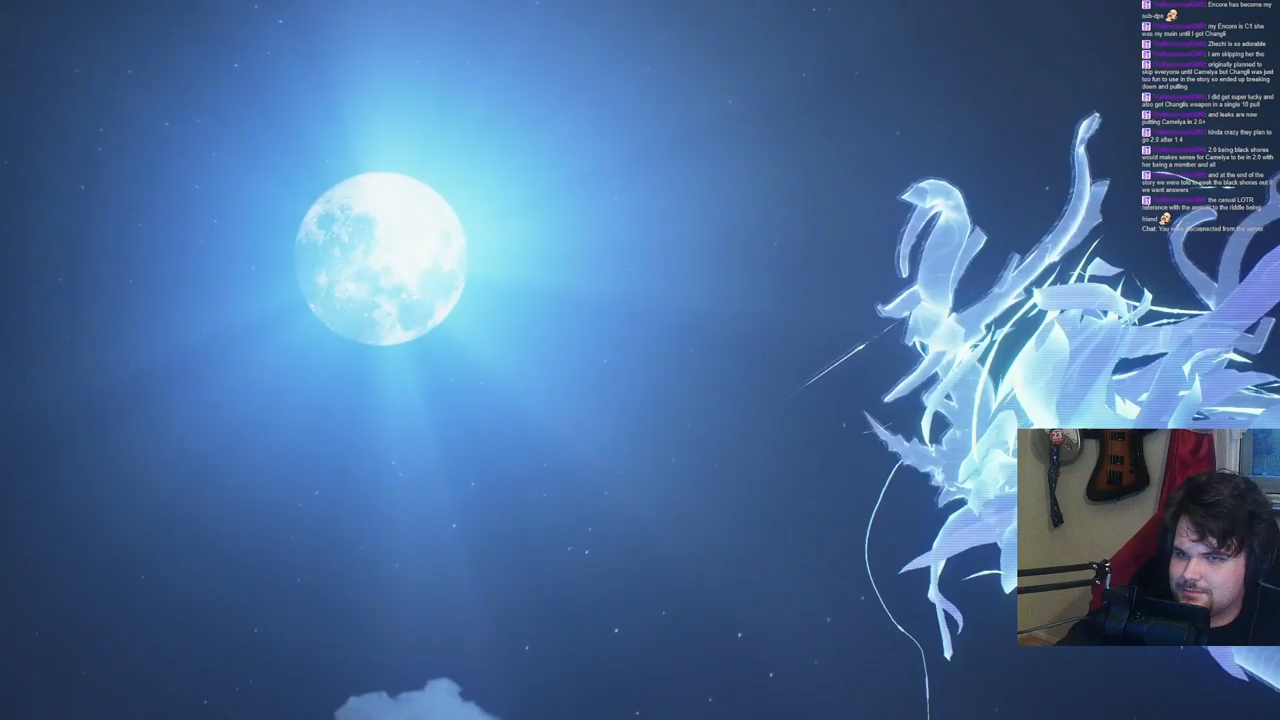 Encore has become my
sub-dps
my Encore is C1 she
was my main until I got Changli
Zhezhi is so adorable
I am skipping her tho
originally planned to
skip everyone until Camelya but Changli was just
too fun to use in the story so ended up breaking
down and pulling
I did get super lucky and
also got Changlis weapon in a single 10 pull
and leaks are now
putting Camelya in 2.0+
kinda crazy they plan to
go 2.0 after 1.4
2.0 being black shores
would makes sense for Camelya to be in 2.0 with
her being a member and all
and at the end of the
story we were told to seek the black shores out if
we want answers
the casual LOTR
reference with the answer to the riddle being
friend
Chat: You were disconnected from the server.
23